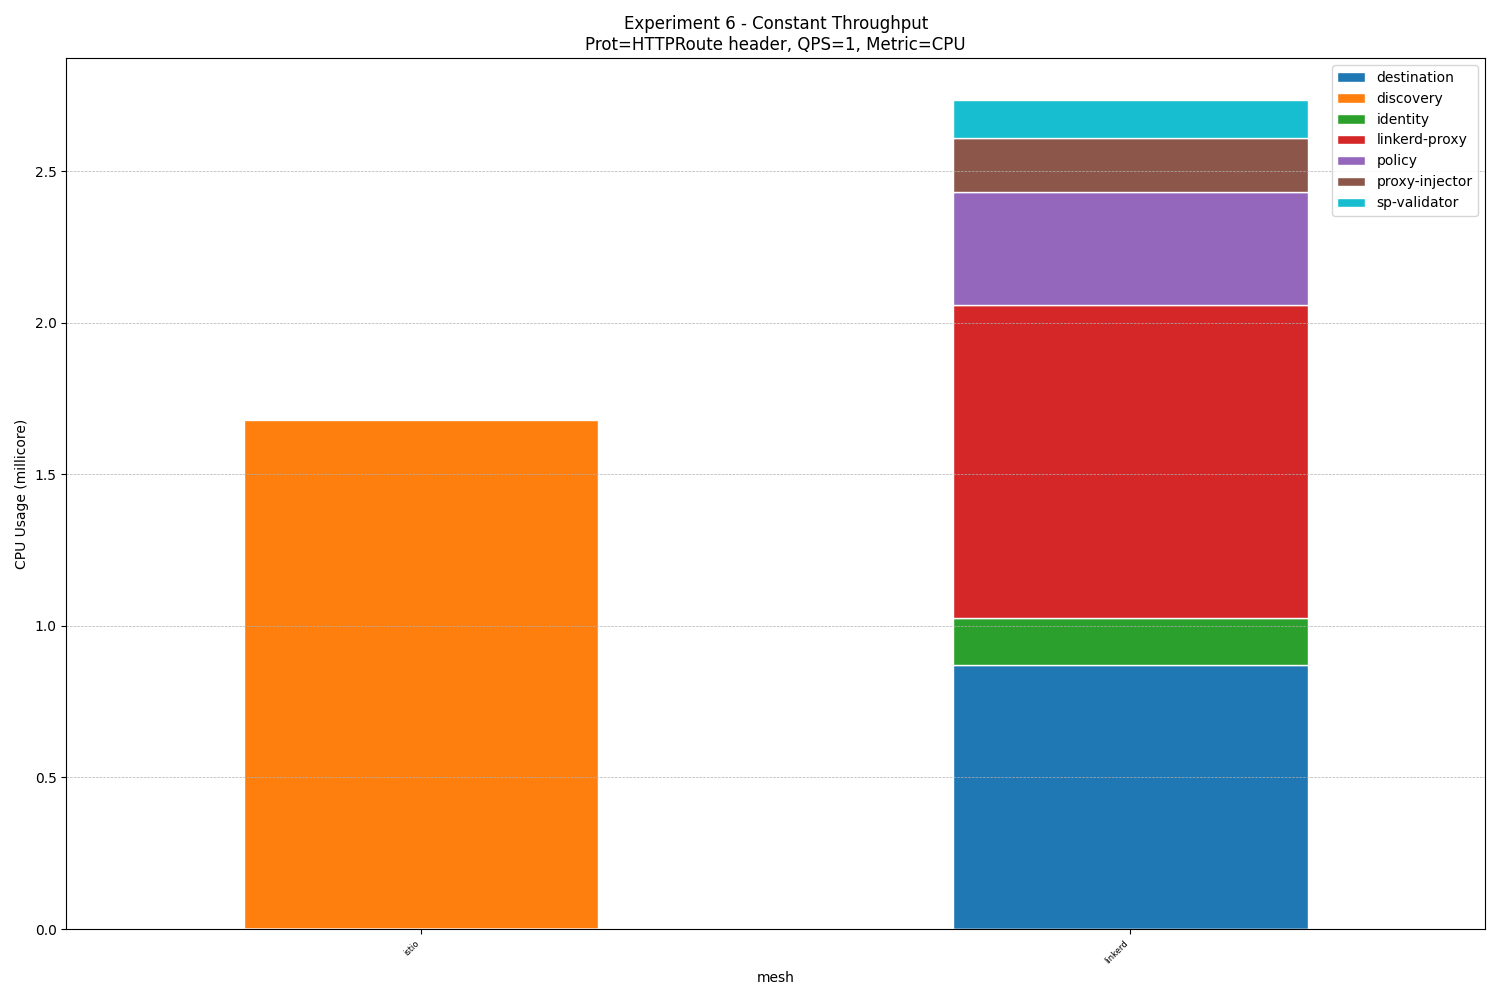 Experiment 6 - Constant Throughput
Prot=HTTPRoute header, QPS=1, Metric=CPU
destination
discovery
identity
linkerd-proxy
policy
proxy-injector
sp-validator
CPU Usage (millicore)
2.5
2.0
1.5
1.0
0.5
0.0
istio
linkerd
mesh